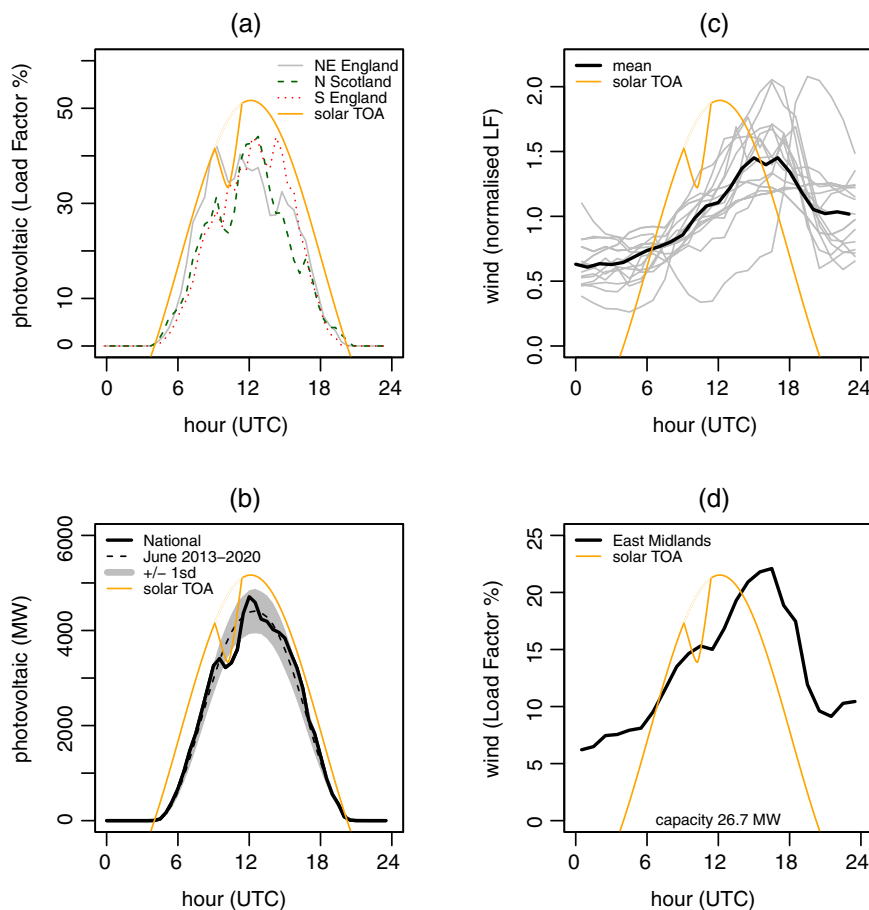 (a)
NE England
N Scotland
S England
solar TOA
photovoltaic (Load Factor %)
0
10
30
50
0
6
12
18
24
hour (UTC)
(c)
mean
solar TOA
wind (normalised LF)
0.0
0.5
1.0
1.5
2.0
0
6
12
18
24
hour (UTC)
(b)
National
June 2013–2020
+/− 1sd
solar TOA
photovoltaic (MW)
0
2000
4000
6000
0
6
12
18
24
hour (UTC)
(d)
East Midlands
solar TOA
wind (Load Factor %)
0
5
10
15
20
25
capacity 26.7 MW
0
6
12
18
24
hour (UTC)